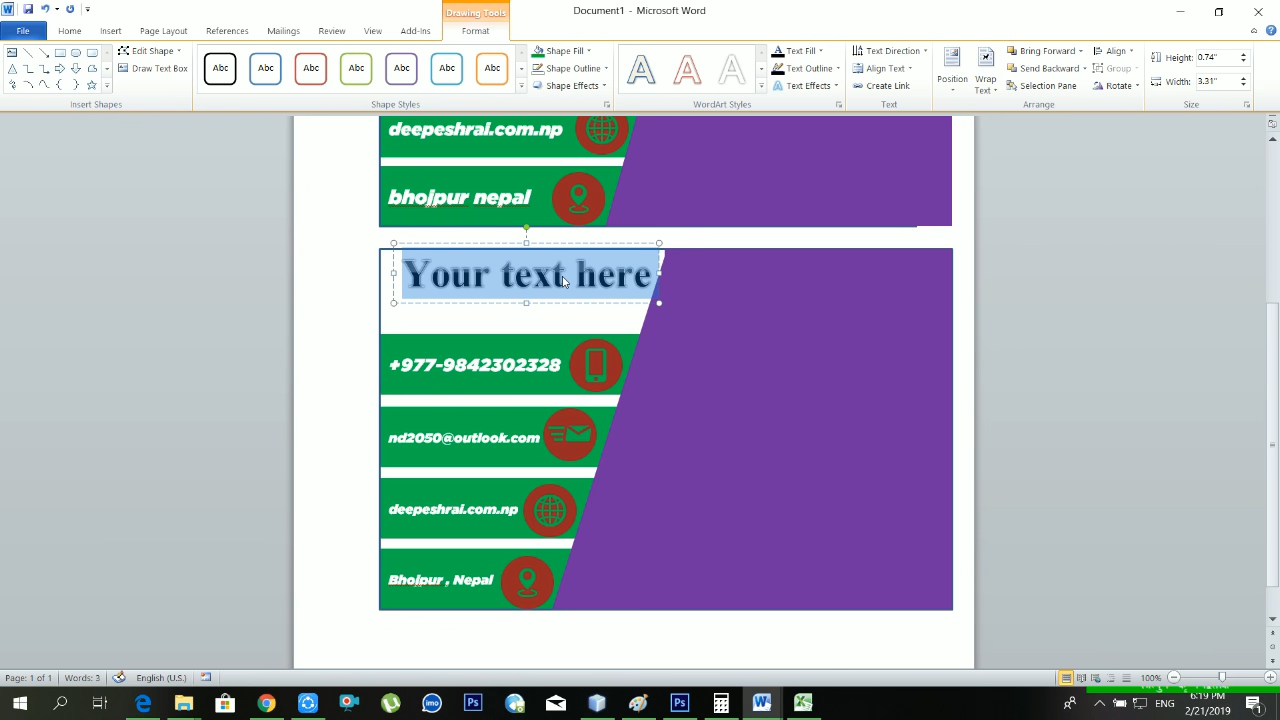 Drawing Tools
Document1 - Microsoft Word
File Home Insert Page Layout References Mailings Review View Add-Ins Format
Edit Shape
Draw Text Box
Insert Shapes
Abc Abc Abc Abc Abc Abc Abc
Shape Fill
Shape Outline
Shape Effects
Shape Styles
Text Fill
Text Outline
Text Effects
WordArt Styles
Text Direction
Align Text
Create Link
Text
Position
Wrap Text
Bring Forward
Send Backward
Selection Pane
Align
Group
Rotate
Arrange
Height: 0.74"
Width: 3.31"
Size
deepeshrai.com.np
bhojpur nepal
Your text here
+977-9842302328
nd2050@outlook.com
deepeshrai.com.np
Bhojpur , Nepal
Page: 1 of 1 Words: 3 English (U.S.) 100%
imo Ps Ps
ENG
6:19 PM
2/21/2019